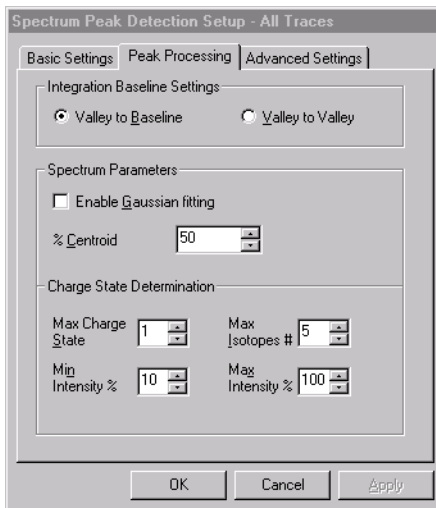 Spectrum Peak Detection Setup - All Traces
Basic Settings Peak Processing Advanced Settings
Integration Baseline Settings
Valley to Baseline Valley to Valley
Spectrum Parameters
Enable Gaussian fitting
% Centroid 50
Charge State Determination
Max Charge State 1 Max Isotopes # 5
Min Intensity % 10 Max Intensity % 100
OK Cancel Apply